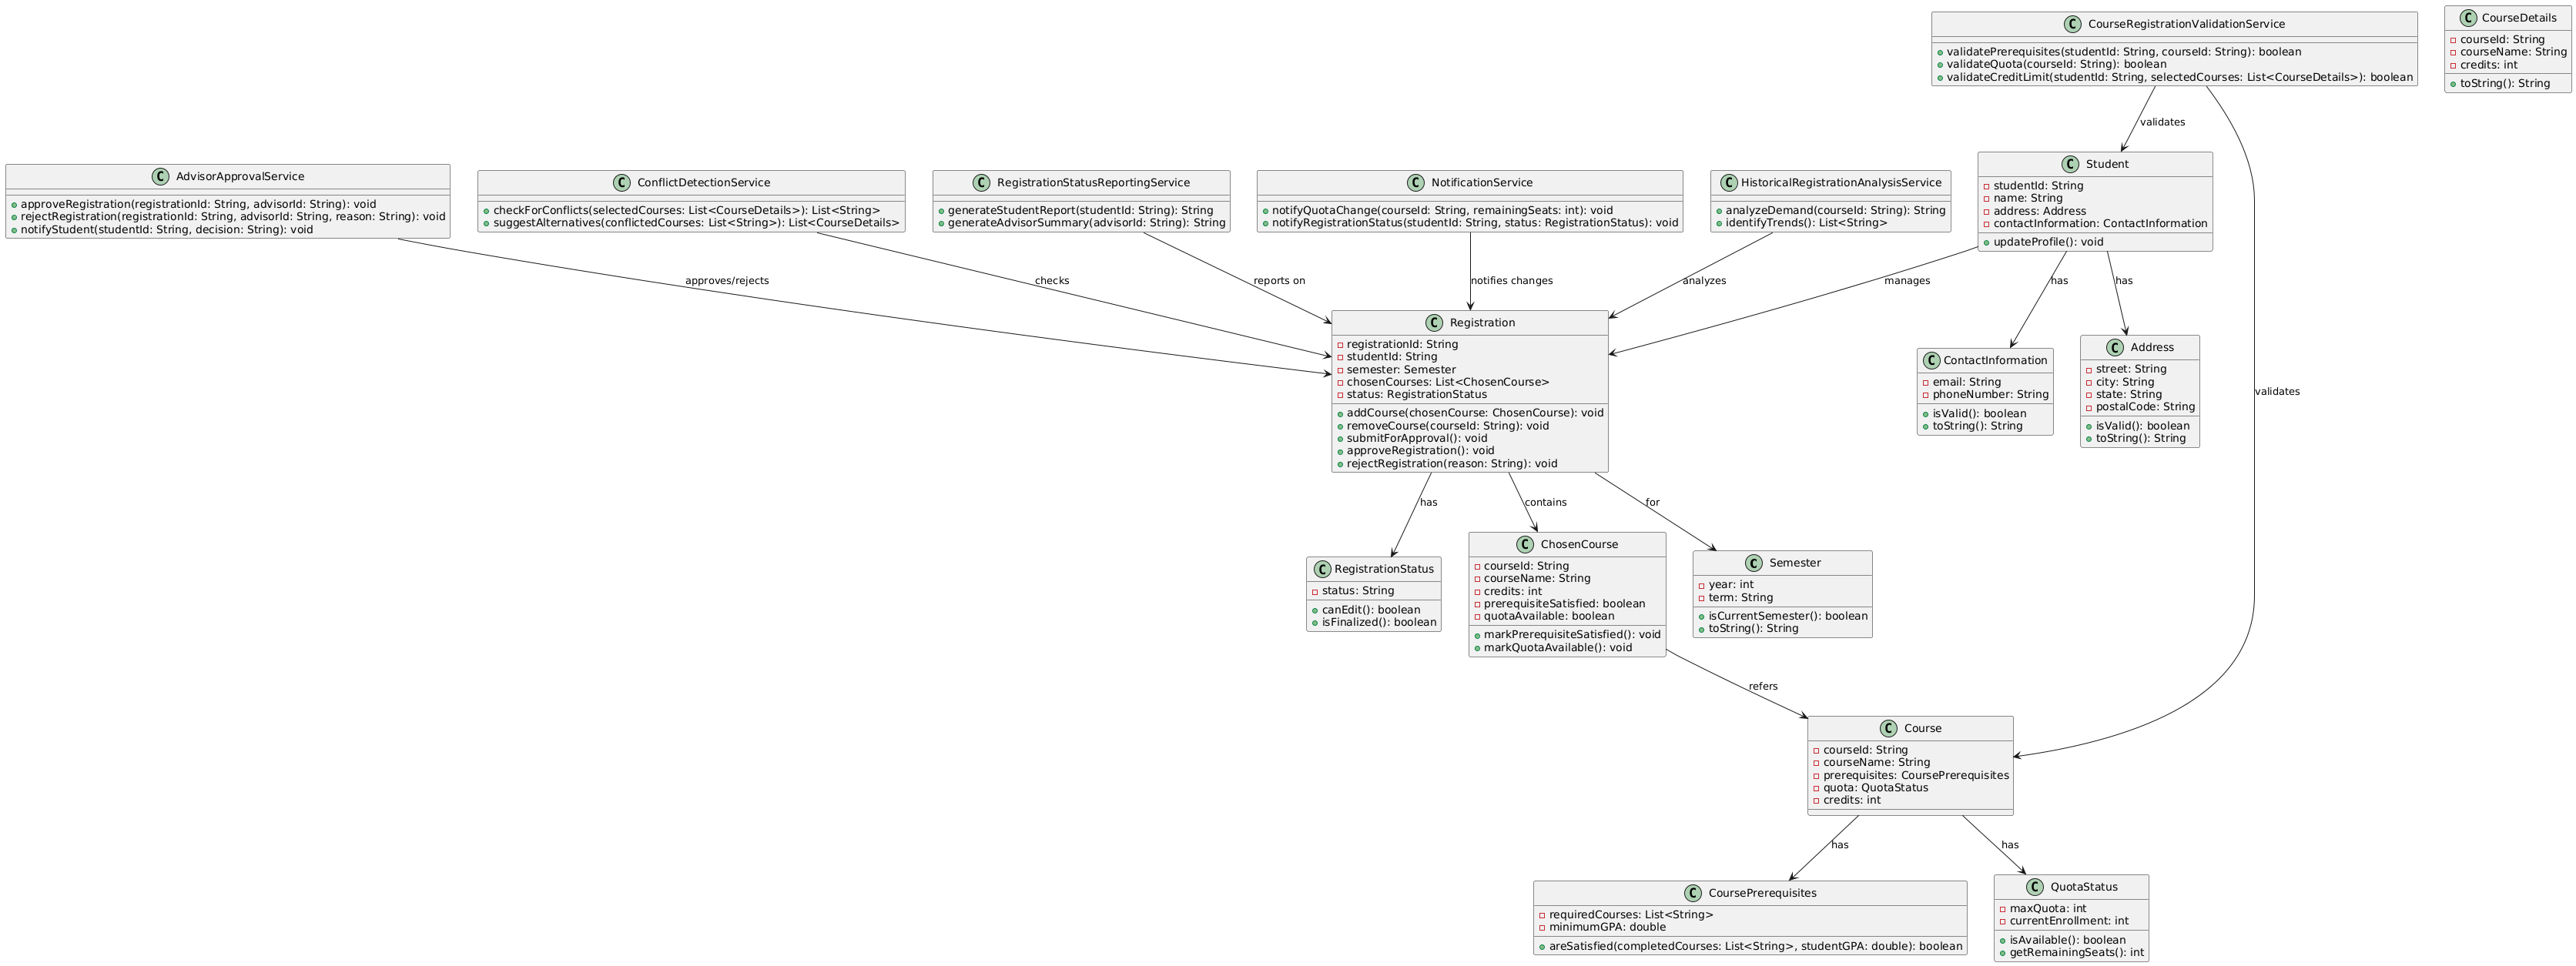 CourseDetails
courseId: String
courseName: String
credits: int
toString(): String
CourseRegistrationValidationService
validatePrerequisites(studentId: String, courseId: String): boolean
validateQuota(courseId: String): boolean
validateCreditLimit(studentId: String, selectedCourses: List<CourseDetails>): boolean
validates
AdvisorApprovalService
approveRegistration(registrationId: String, advisorId: String): void
rejectRegistration(registrationId: String, advisorId: String, reason: String): void
notifyStudent(studentId: String, decision: String): void
ConflictDetectionService
checkForConflicts(selectedCourses: List<CourseDetails>): List<String>
suggestAlternatives(conflictedCourses: List<String>): List<CourseDetails>
RegistrationStatusReportingService
generateStudentReport(studentId: String): String
generateAdvisorSummary(advisorId: String): String
NotificationService
notifyQuotaChange(courseId: String, remainingSeats: int): void
notifyRegistrationStatus(studentId: String, status: RegistrationStatus): void
HistoricalRegistrationAnalysisService
analyzeDemand(courseId: String): String
identifyTrends(): List<String>
Student
studentId: String
name: String
address: Address
contactInformation: ContactInformation
updateProfile(): void
approves/rejects
checks
reports on
notifies changes
analyzes
manages
has
has
Registration
registrationId: String
studentId: String
semester: Semester
chosenCourses: List<ChosenCourse>
status: RegistrationStatus
addCourse(chosenCourse: ChosenCourse): void
removeCourse(courseId: String): void
submitForApproval(): void
approveRegistration(): void
rejectRegistration(reason: String): void
ContactInformation
email: String
phoneNumber: String
isValid(): boolean
toString(): String
Address
street: String
city: String
state: String
postalCode: String
isValid(): boolean
toString(): String
validates
has
contains
for
RegistrationStatus
status: String
canEdit(): boolean
isFinalized(): boolean
ChosenCourse
courseId: String
courseName: String
credits: int
prerequisiteSatisfied: boolean
quotaAvailable: boolean
markPrerequisiteSatisfied(): void
markQuotaAvailable(): void
Semester
year: int
term: String
isCurrentSemester(): boolean
toString(): String
refers
Course
courseId: String
courseName: String
prerequisites: CoursePrerequisites
quota: QuotaStatus
credits: int
has
has
CoursePrerequisites
requiredCourses: List<String>
minimumGPA: double
areSatisfied(completedCourses: List<String>, studentGPA: double): boolean
QuotaStatus
maxQuota: int
currentEnrollment: int
isAvailable(): boolean
getRemainingSeats(): int